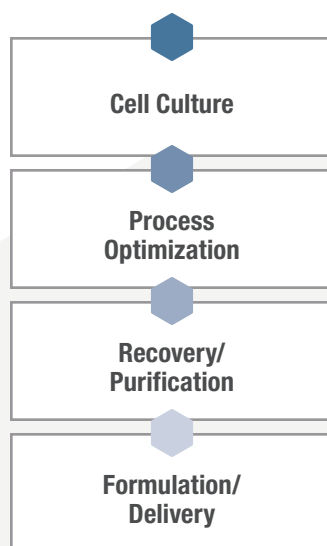 Cell Culture
Process
Optimization
Recovery/
Purification
Formulation/
Delivery